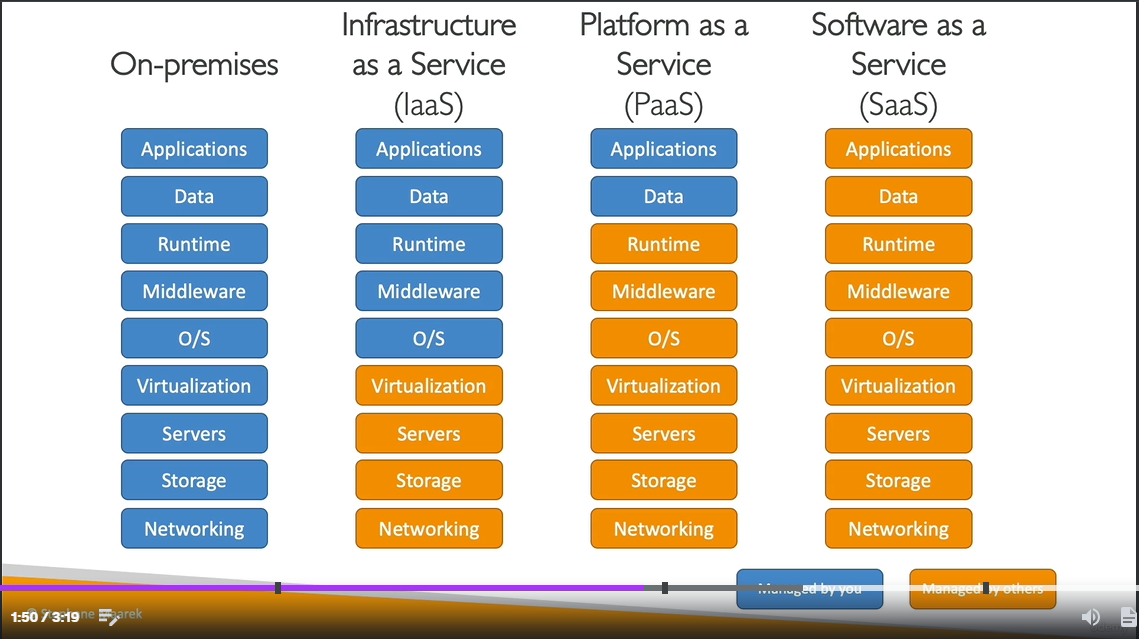 On-premises
Infrastructure
as a Service
(IaaS)
Platform as a
Service
(PaaS)
Software as a
Service
(SaaS)
Applications
Data
Runtime
Middleware
O/S
Virtualization
Servers
Storage
Networking
Applications
Data
Runtime
Middleware
O/S
Virtualization
Servers
Storage
Networking
Applications
Data
Runtime
Middleware
O/S
Virtualization
Servers
Storage
Networking
Applications
Data
Runtime
Middleware
O/S
Virtualization
Servers
Storage
Networking
Managed by you
Managed by others
© Stephane Maarek
1:50 / 3:19